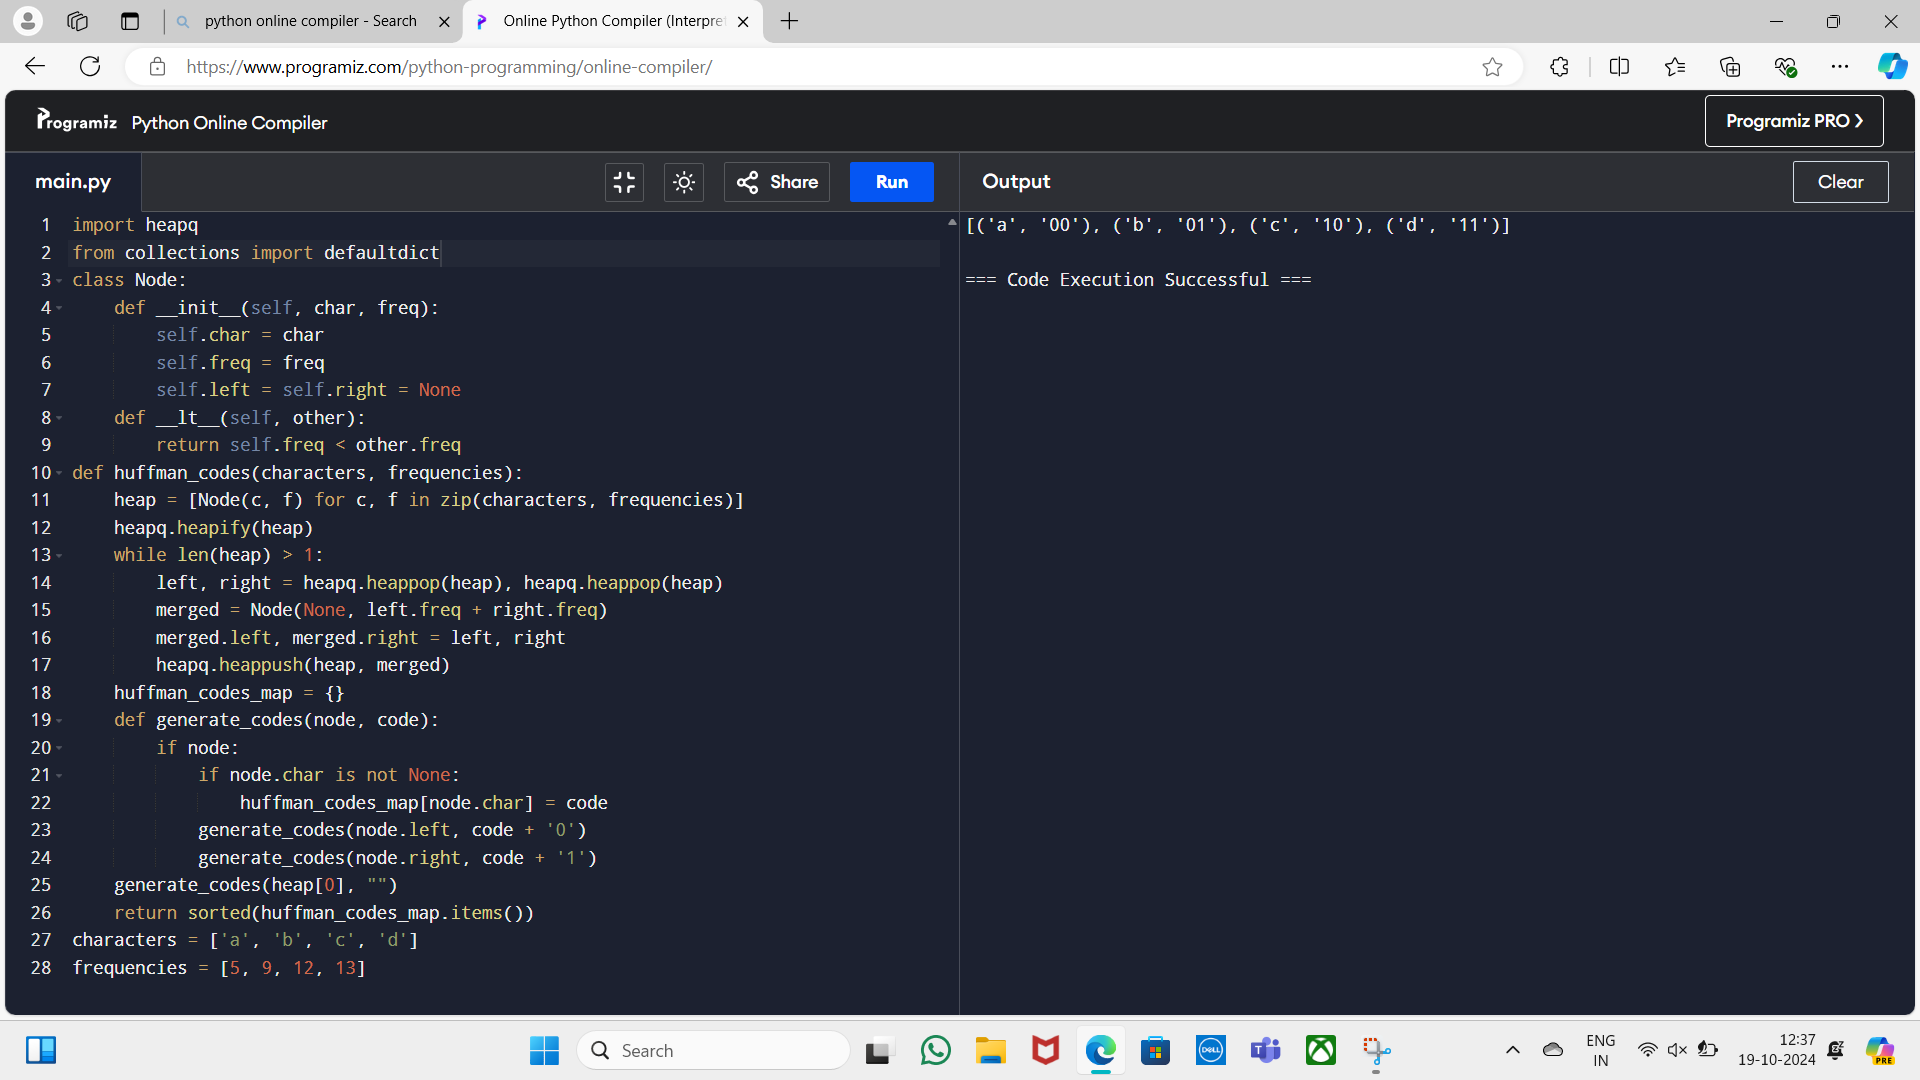 python online compiler - Search
Online Python Compiler (Interpre
https://www.programiz.com/python-programming/online-compiler/
Programiz Python Online Compiler
Programiz PRO ❯
main.py
Share
Run
Output
Clear
1 import heapq
2 from collections import defaultdict
3 class Node:
4     def __init__(self, char, freq):
5         self.char = char
6         self.freq = freq
7         self.left = self.right = None
8     def __lt__(self, other):
9         return self.freq < other.freq
10 def huffman_codes(characters, frequencies):
11     heap = [Node(c, f) for c, f in zip(characters, frequencies)]
12     heapq.heapify(heap)
13     while len(heap) > 1:
14         left, right = heapq.heappop(heap), heapq.heappop(heap)
15         merged = Node(None, left.freq + right.freq)
16         merged.left, merged.right = left, right
17         heapq.heappush(heap, merged)
18     huffman_codes_map = {}
19     def generate_codes(node, code):
20         if node:
21             if node.char is not None:
22                 huffman_codes_map[node.char] = code
23             generate_codes(node.left, code + '0')
24             generate_codes(node.right, code + '1')
25     generate_codes(heap[0], "")
26     return sorted(huffman_codes_map.items())
27 characters = ['a', 'b', 'c', 'd']
28 frequencies = [5, 9, 12, 13]
[('a', '00'), ('b', '01'), ('c', '10'), ('d', '11')]
=== Code Execution Successful ===
Search
DELL
ENG
IN
12:37
19-10-2024
PRE